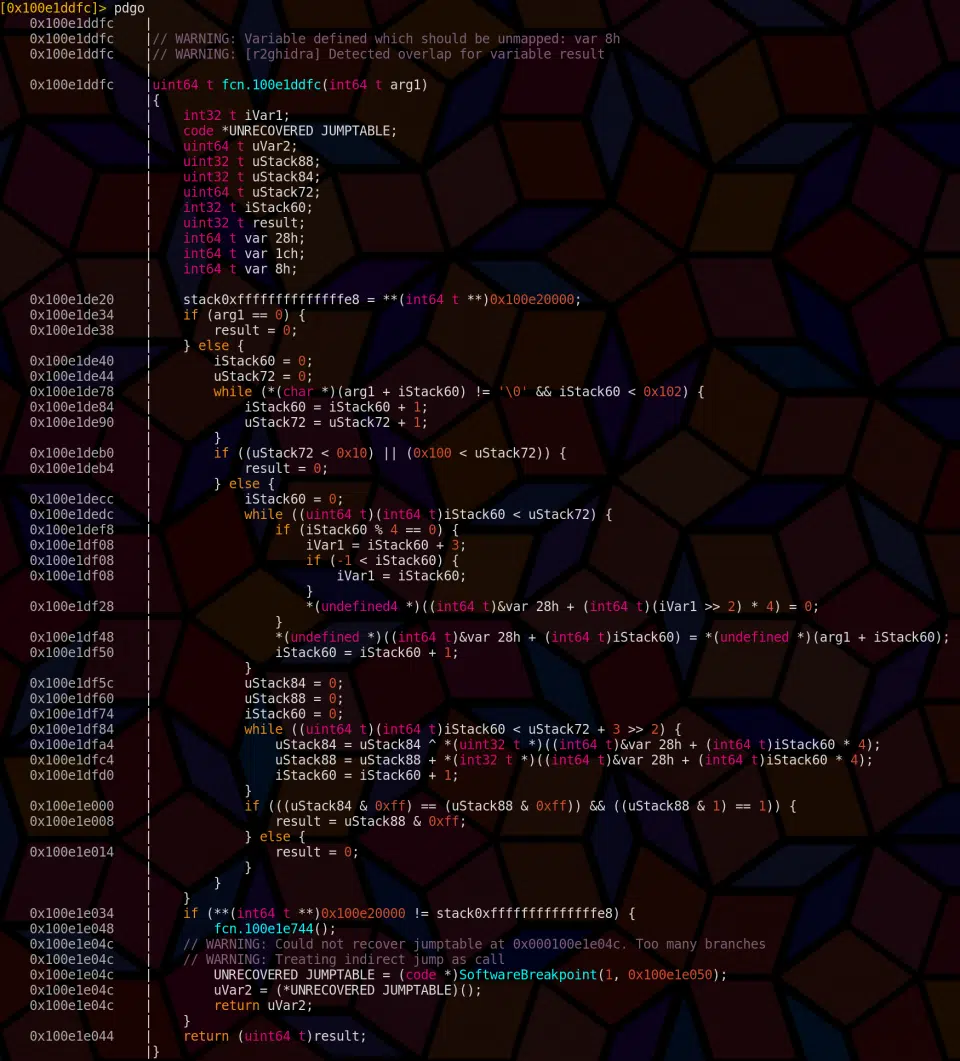 [0x100e1ddfc]> pdgo
0x100e1ddfc    |
0x100e1ddfc    |// WARNING: Variable defined which should be unmapped: var 8h
0x100e1ddfc    |// WARNING: [r2ghidra] Detected overlap for variable result
               |
0x100e1ddfc    |uint64 t fcn.100e1ddfc(int64 t arg1)
               |{
               |    int32 t iVar1;
               |    code *UNRECOVERED JUMPTABLE;
               |    uint64 t uVar2;
               |    uint32 t uStack88;
               |    uint32 t uStack84;
               |    uint64 t uStack72;
               |    int32 t iStack60;
               |    uint32 t result;
               |    int64 t var 28h;
               |    int64 t var 1ch;
               |    int64 t var 8h;
               |
0x100e1de20    |    stack0xffffffffffffffe8 = **(int64 t **)0x100e20000;
0x100e1de34    |    if (arg1 == 0) {
0x100e1de38    |        result = 0;
               |    } else {
0x100e1de40    |        iStack60 = 0;
0x100e1de44    |        uStack72 = 0;
0x100e1de78    |        while (*(char *)(arg1 + iStack60) != '\0' && iStack60 < 0x102) {
0x100e1de84    |            iStack60 = iStack60 + 1;
0x100e1de90    |            uStack72 = uStack72 + 1;
               |        }
0x100e1deb0    |        if ((uStack72 < 0x10) || (0x100 < uStack72)) {
0x100e1deb4    |            result = 0;
               |        } else {
0x100e1decc    |            iStack60 = 0;
0x100e1dedc    |            while ((uint64 t)(int64 t)iStack60 < uStack72) {
0x100e1def8    |                if (iStack60 % 4 == 0) {
0x100e1df08    |                    iVar1 = iStack60 + 3;
0x100e1df08    |                    if (-1 < iStack60) {
0x100e1df08    |                        iVar1 = iStack60;
               |                    }
0x100e1df28    |                    *(undefined4 *)((int64 t)&var 28h + (int64 t)(iVar1 >> 2) * 4) = 0;
               |                }
0x100e1df48    |                *(undefined *)((int64 t)&var 28h + (int64 t)iStack60) = *(undefined *)(arg1 + iStack60);
0x100e1df50    |                iStack60 = iStack60 + 1;
               |            }
0x100e1df5c    |            uStack84 = 0;
0x100e1df60    |            uStack88 = 0;
0x100e1df74    |            iStack60 = 0;
0x100e1df84    |            while ((uint64 t)(int64 t)iStack60 < uStack72 + 3 >> 2) {
0x100e1dfa4    |                uStack84 = uStack84 ^ *(uint32 t *)((int64 t)&var 28h + (int64 t)iStack60 * 4);
0x100e1dfc4    |                uStack88 = uStack88 + *(int32 t *)((int64 t)&var 28h + (int64 t)iStack60 * 4);
0x100e1dfd0    |                iStack60 = iStack60 + 1;
               |            }
0x100e1e000    |            if (((uStack84 & 0xff) == (uStack88 & 0xff)) && ((uStack88 & 1) == 1)) {
0x100e1e008    |                result = uStack88 & 0xff;
               |            } else {
0x100e1e014    |                result = 0;
               |            }
               |        }
               |    }
0x100e1e034    |    if (**(int64 t **)0x100e20000 != stack0xffffffffffffffe8) {
0x100e1e048    |        fcn.100e1e744();
0x100e1e04c    |    // WARNING: Could not recover jumptable at 0x000100e1e04c. Too many branches
0x100e1e04c    |    // WARNING: Treating indirect jump as call
0x100e1e04c    |        UNRECOVERED JUMPTABLE = (code *)SoftwareBreakpoint(1, 0x100e1e050);
0x100e1e04c    |        uVar2 = (*UNRECOVERED JUMPTABLE)();
0x100e1e04c    |        return uVar2;
               |    }
0x100e1e044    |    return (uint64 t)result;
               |}